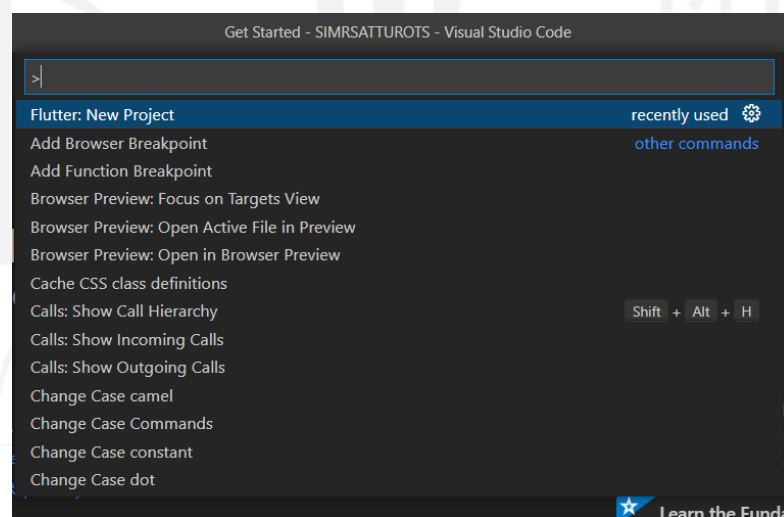 Get Started - SIMRSATTUROTS - Visual Studio Code
>
Flutter: New Project recently used
Add Browser Breakpoint other commands
Add Function Breakpoint
Browser Preview: Focus on Targets View
Browser Preview: Open Active File in Preview
Browser Preview: Open in Browser Preview
Cache CSS class definitions
Calls: Show Call Hierarchy Shift + Alt + H
Calls: Show Incoming Calls
Calls: Show Outgoing Calls
Change Case camel
Change Case Commands
Change Case constant
Change Case dot
Learn the